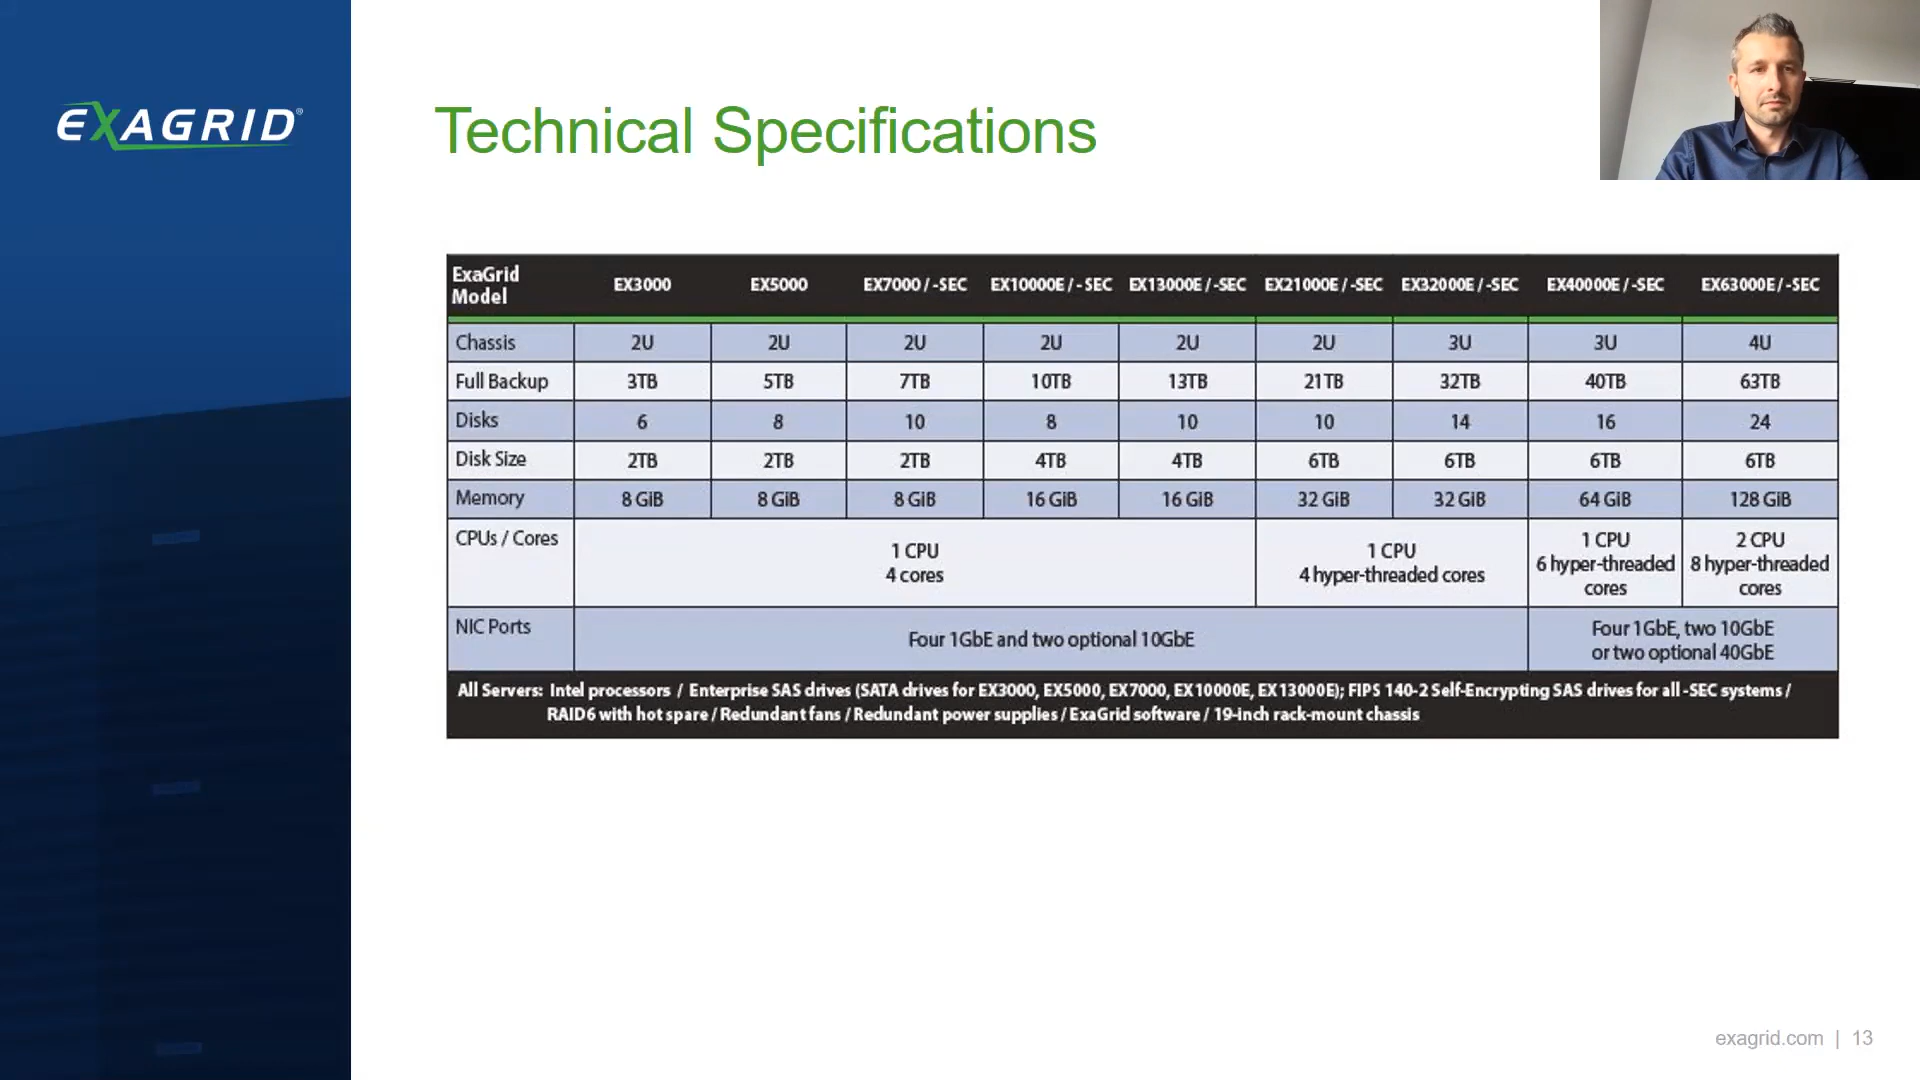 EXAGRID®
Technical Specifications
ExaGrid Model EX3000 EX5000 EX7000 / -SEC EX10000E / - SEC EX13000E / -SEC EX21000E / -SEC EX32000E / -SEC EX40000E / -SEC EX63000E / -SEC
Chassis 2U 2U 2U 2U 2U 2U 3U 3U 4U
Full Backup 3TB 5TB 7TB 10TB 13TB 21TB 32TB 40TB 63TB
Disks 6 8 10 8 10 10 14 16 24
Disk Size 2TB 2TB 2TB 4TB 4TB 6TB 6TB 6TB 6TB
Memory 8 GiB 8 GiB 8 GiB 16 GiB 16 GiB 32 GiB 32 GiB 64 GiB 128 GiB
CPUs / Cores 1 CPU 4 cores 1 CPU 4 hyper-threaded cores 1 CPU 6 hyper-threaded cores 2 CPU 8 hyper-threaded cores
NIC Ports Four 1GbE and two optional 10GbE Four 1GbE, two 10GbE or two optional 40GbE
All Servers: Intel processors / Enterprise SAS drives (SATA drives for EX3000, EX5000, EX7000, EX10000E, EX13000E); FIPS 140-2 Self-Encrypting SAS drives for all -SEC systems /
RAID6 with hot spare / Redundant fans / Redundant power supplies / ExaGrid software / 19-inch rack-mount chassis
exagrid.com | 13